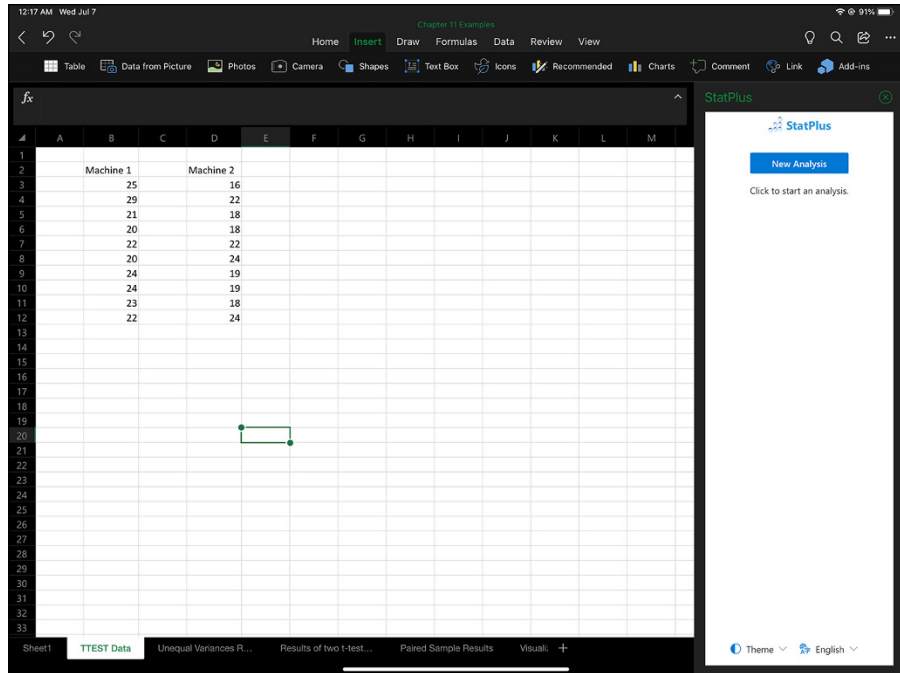 12:17 AM Wed Jul 7
91%
Chapter 11 Examples
Home Insert Draw Formulas Data Review View
Table Data from Picture Photos Camera Shapes Text Box Icons Recommended Charts Comment Link Add-ins
fx
StatPlus
StatPlus
New Analysis
Click to start an analysis.
A B C D E F G H I J K L M
1
2 Machine 1 Machine 2
3 25 16
4 29 22
5 21 18
6 20 18
7 22 22
8 20 24
9 24 19
10 24 19
11 23 18
12 22 24
13
14
15
16
17
18
19
20
21
22
23
24
25
26
27
28
29
30
31
32
33
Theme English
Sheet1 TTEST Data Unequal Variances R... Results of two t-test... Paired Sample Results Visuali: +